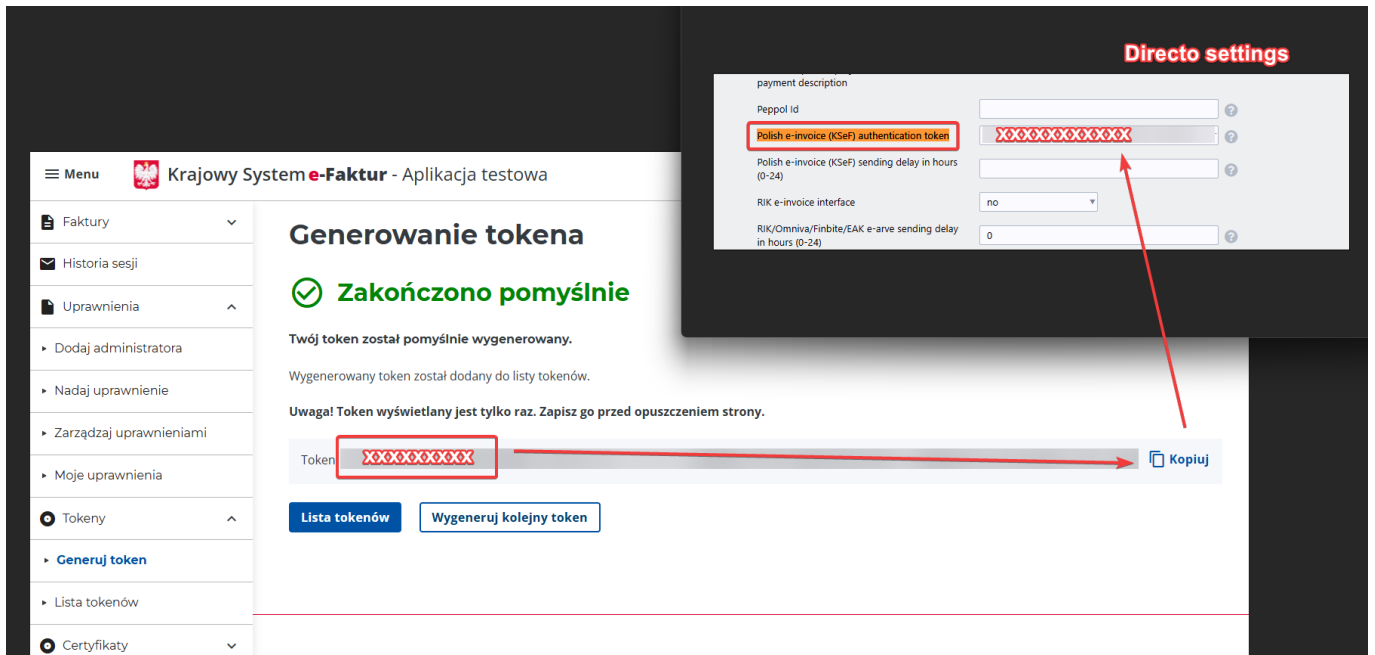 Directo settings
payment description
Peppol Id
Polish e-invoice (KSeF) authentication token
XXXXXXXXXXXX
Polish e-invoice (KSeF) sending delay in hours
(0-24)
RIK e-invoice interface
no
RIK/Omniva/Finbite/EAK e-arve sending delay
in hours (0-24)
0
Menu
Krajowy System e-Faktur - Aplikacja testowa
Faktury
Historia sesji
Uprawnienia
Dodaj administratora
Nadaj uprawnienie
Zarządzaj uprawnieniami
Moje uprawnienia
Tokeny
Generuj token
Lista tokenów
Certyfikaty
Generowanie tokena
Zakończono pomyślnie
Twój token został pomyślnie wygenerowany.
Wygenerowany token został dodany do listy tokenów.
Uwaga! Token wyświetlany jest tylko raz. Zapisz go przed opuszczeniem strony.
Token
XXXXXXXXXX
Kopiuj
Lista tokenów
Wygeneruj kolejny token